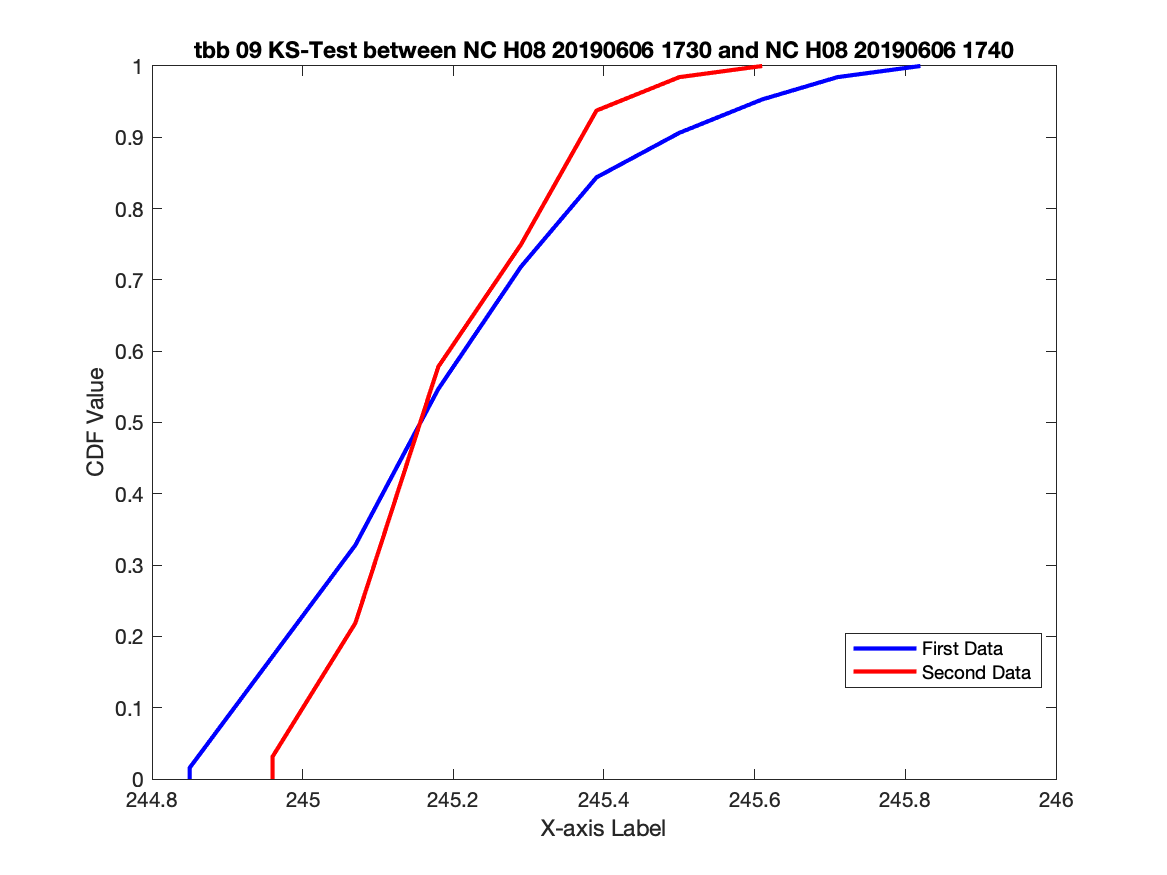 tbb 09 KS-Test between NC H08 20190606 1730 and NC H08 20190606 1740
1
0.9
0.8
0.7
0.6
0.5
0.4
0.3
0.2
0.1
0
CDF Value
First Data
Second Data
244.8 245 245.2 245.4 245.6 245.8 246
X-axis Label